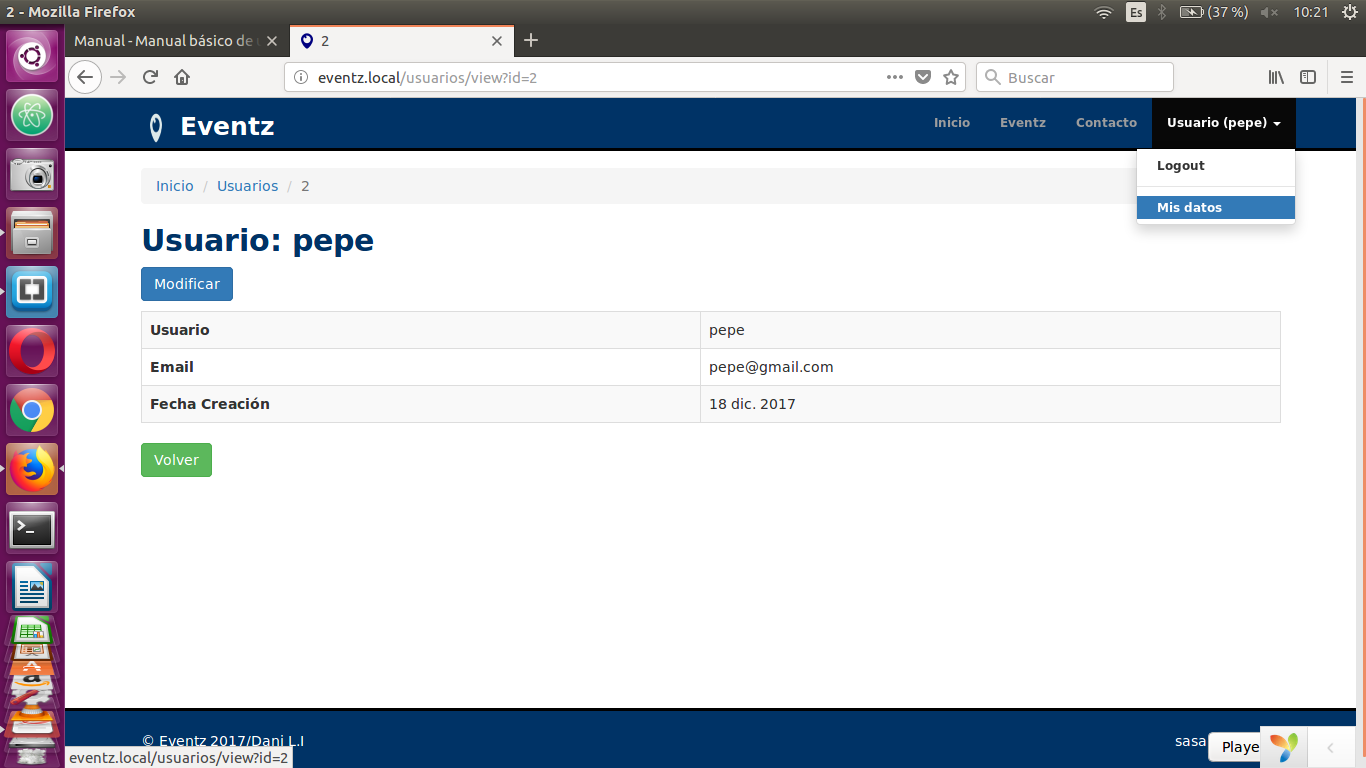 2 - Mozilla Firefox
Es
(37 %)
10:21
Manual - Manual básico de
2
eventz.local/usuarios/view?id=2
Buscar
Eventz
Inicio
Eventz
Contacto
Usuario (pepe)
Logout
Mis datos
Inicio / Usuarios / 2
Usuario: pepe
Modificar
Usuario pepe
Email pepe@gmail.com
Fecha Creación 18 dic. 2017
Volver
© Eventz 2017/Dani L.I
sasa
Playe
eventz.local/usuarios/view?id=2